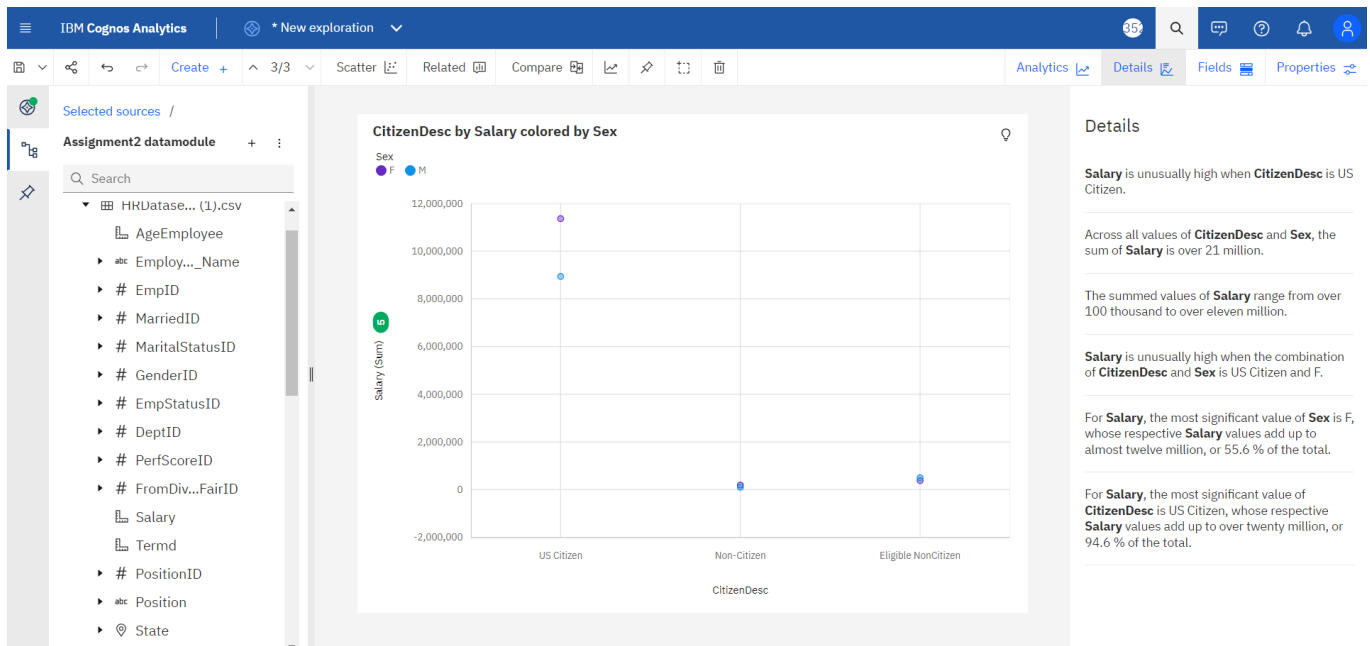 IBM Cognos Analytics
* New exploration
352
Create +
3/3
Scatter
Related
Compare
Analytics
Details
Fields
Properties
Selected sources /
Assignment2 datamodule
Search
HRDatase... (1).csv
AgeEmployee
abc Employ..._Name
# EmpID
# MarriedID
# MaritalStatusID
# GenderID
# EmpStatusID
# DeptID
# PerfScoreID
# FromDiv...FairID
Salary
Termd
# PositionID
abc Position
State
CitizenDesc by Salary colored by Sex
Sex
F M
12,000,000
10,000,000
8,000,000
6,000,000
4,000,000
2,000,000
0
-2,000,000
Salary (Sum) 5
US Citizen Non-Citizen Eligible NonCitizen
CitizenDesc
Details
Salary is unusually high when CitizenDesc is US
Citizen.
Across all values of CitizenDesc and Sex, the
sum of Salary is over 21 million.
The summed values of Salary range from over
100 thousand to over eleven million.
Salary is unusually high when the combination
of CitizenDesc and Sex is US Citizen and F.
For Salary, the most significant value of Sex is F,
whose respective Salary values add up to
almost twelve million, or 55.6 % of the total.
For Salary, the most significant value of
CitizenDesc is US Citizen, whose respective
Salary values add up to over twenty million, or
94.6 % of the total.